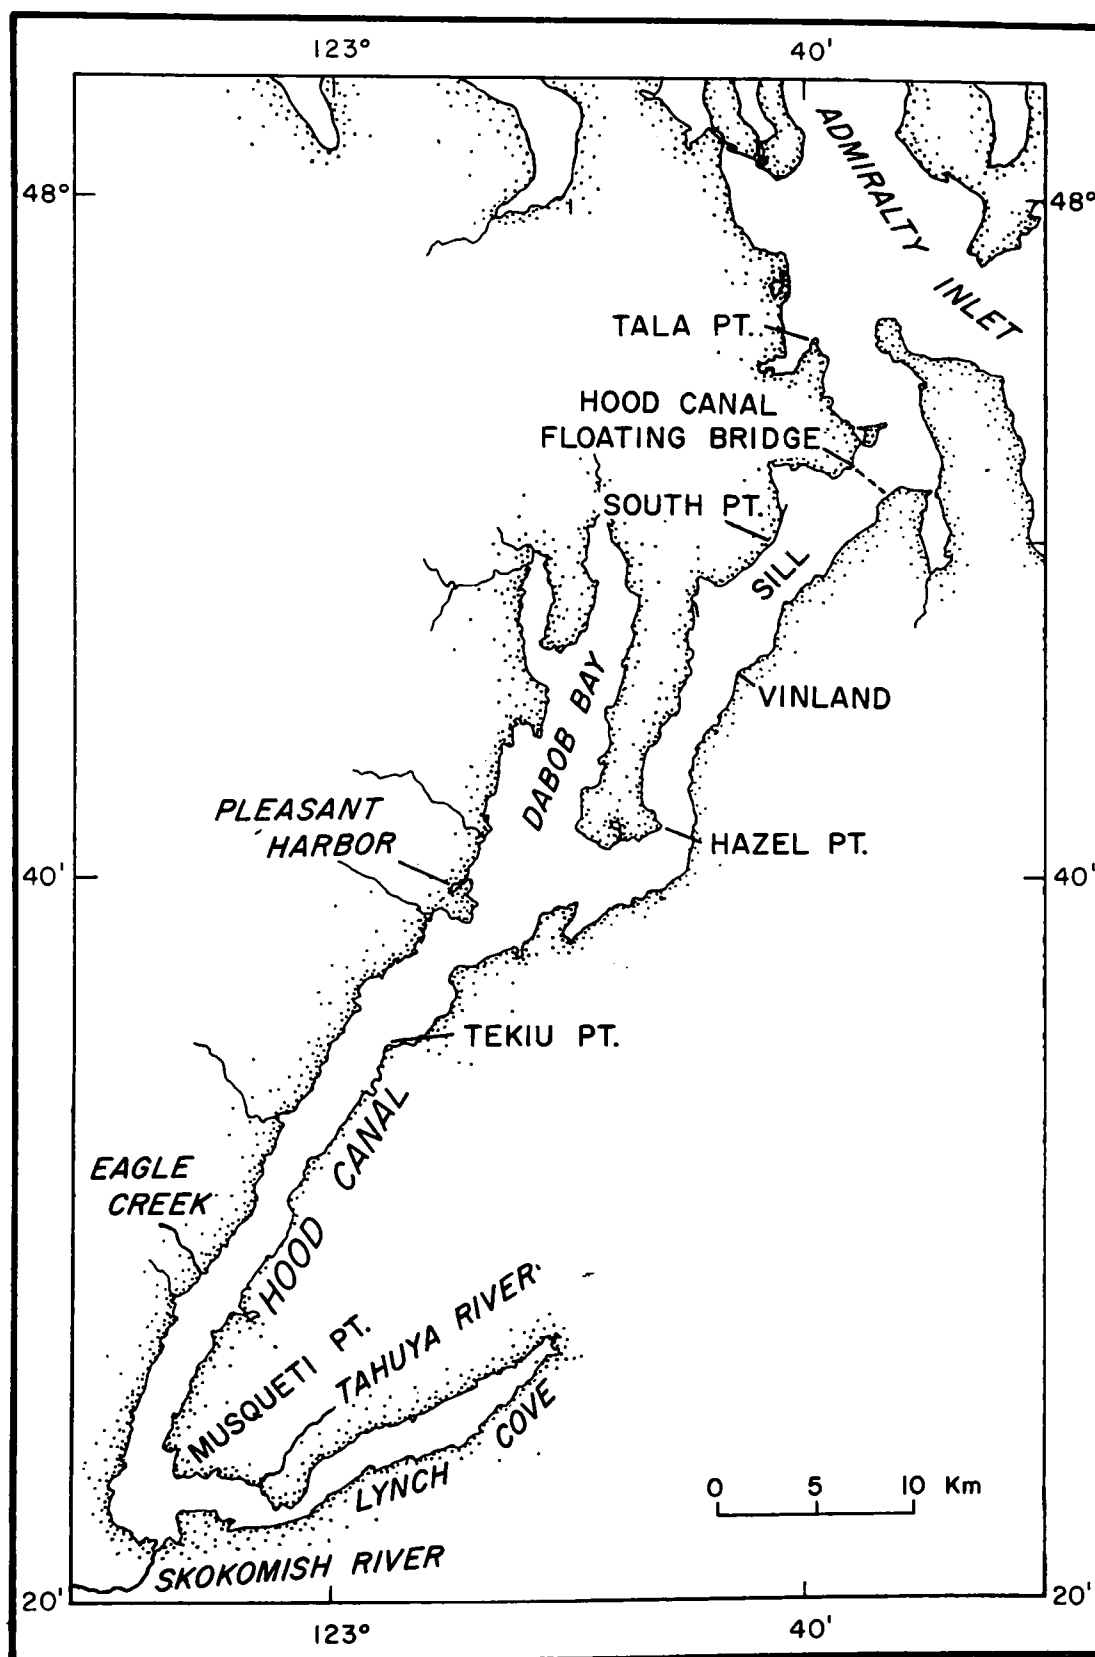 123° 40'
48° 48°
ADMIRALTY
INLET
TALA PT.
HOOD CANAL
FLOATING BRIDGE
SOUTH PT.
SILL
VINLAND
DABOB BAY
PLEASANT
HARBOR
HAZEL PT.
40' 40'
TEKIU PT.
HOOD CANAL
EAGLE
CREEK
MUSQUETI PT.
TAHUYA RIVER
LYNCH COVE
0 5 10 Km
SKOKOMISH RIVER
20' 20'
123° 40'